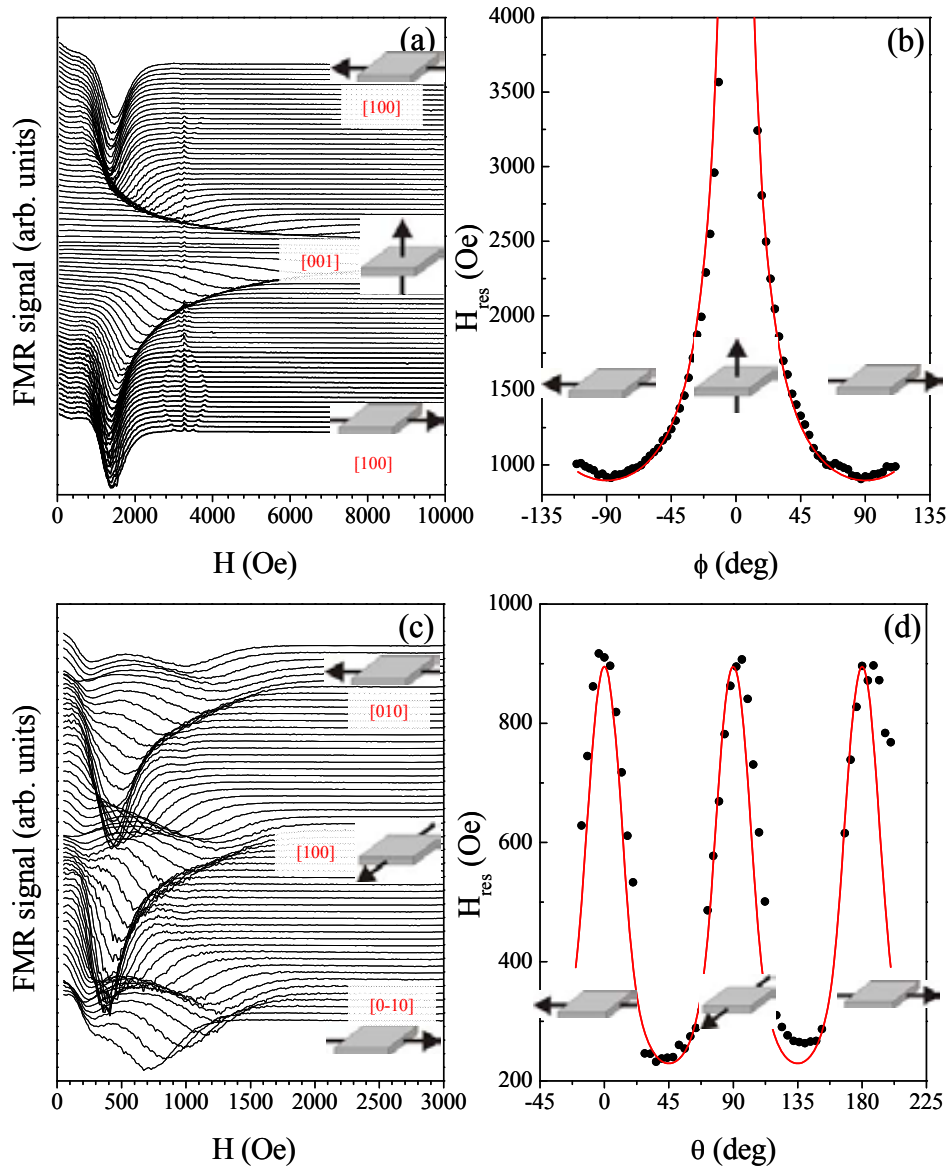 (a)
[100]
[001]
[100]
FMR signal (arb. units)
0 2000 4000 6000 8000 10000
H (Oe)
(b)
4000
3500
3000
2500
2000
1500
1000
H_res (Oe)
-135 -90 -45 0 45 90 135
ϕ (deg)
(c)
[010]
[100]
[0-10]
FMR signal (arb. units)
0 500 1000 1500 2000 2500 3000
H (Oe)
(d)
1000
800
600
400
200
H_res (Oe)
-45 0 45 90 135 180 225
θ (deg)